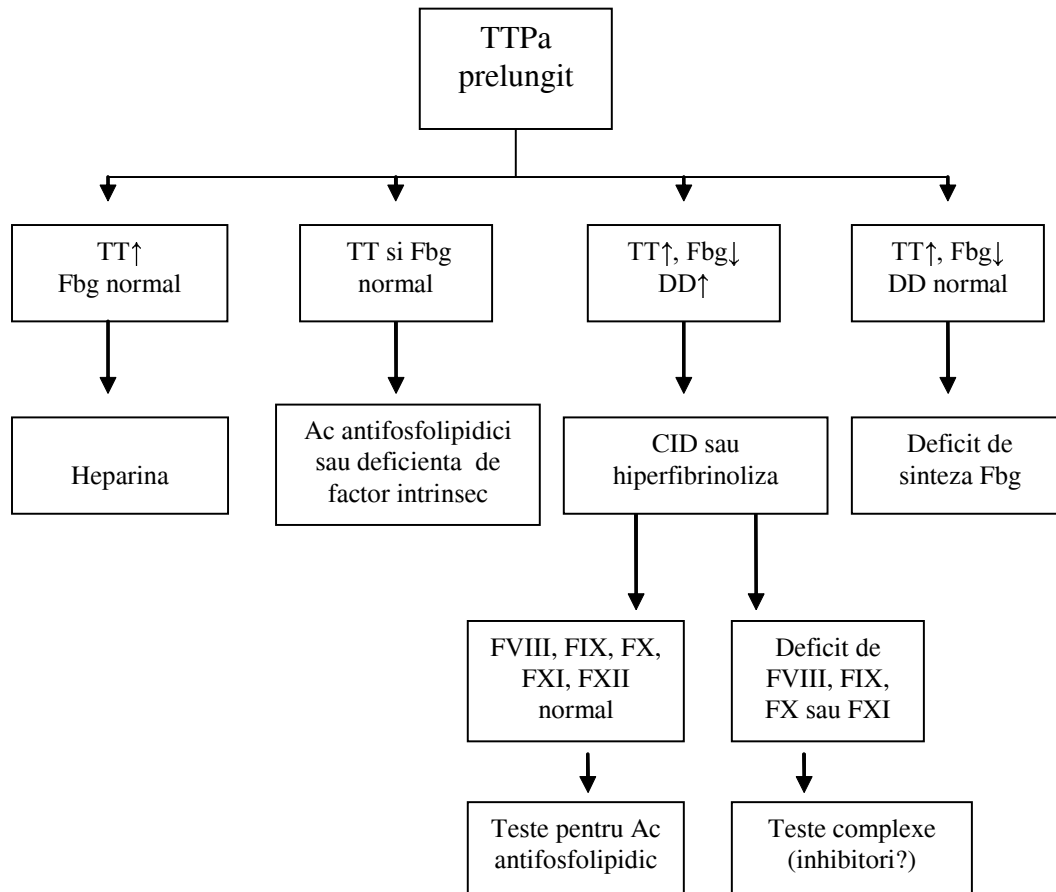 TTPa
prelungit
TT↑
Fbg normal
TT si Fbg
normal
TT↑, Fbg↓
DD↑
TT↑, Fbg↓
DD normal
Heparina
Ac antifosfolipidici
sau deficienta de
factor intrinsec
CID sau
hiperfibrinoliza
Deficit de
sinteza Fbg
FVIII, FIX, FX,
FXI, FXII
normal
Deficit de
FVIII, FIX,
FX sau FXI
Teste pentru Ac
antifosfolipidic
Teste complexe
(inhibitori?)